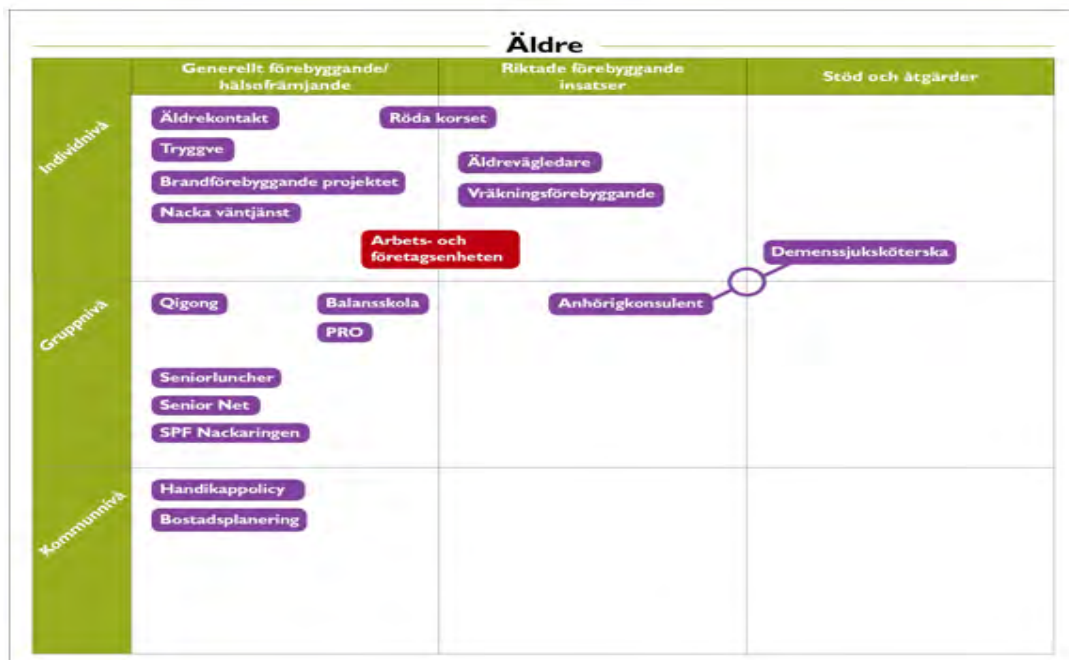 Äldre
Generellt förebyggande/
hälsofrämjande
Riktade förebyggande
insatser
Stöd och åtgärder
Individnivå
Äldrekontakt
Röda korset
Tryggve
Äldrevägledare
Brandförebyggande projektet
Vräkningsförebyggande
Nacka väntjänst
Arbets- och
företagsenheten
Demenssjuksköterska
Gruppnivå
Qigong
Balansskola
Anhörigkonsulent
PRO
Seniorluncher
Senior Net
SPF Nackaringen
Kommunnivå
Handikappolicy
Bostadsplanering